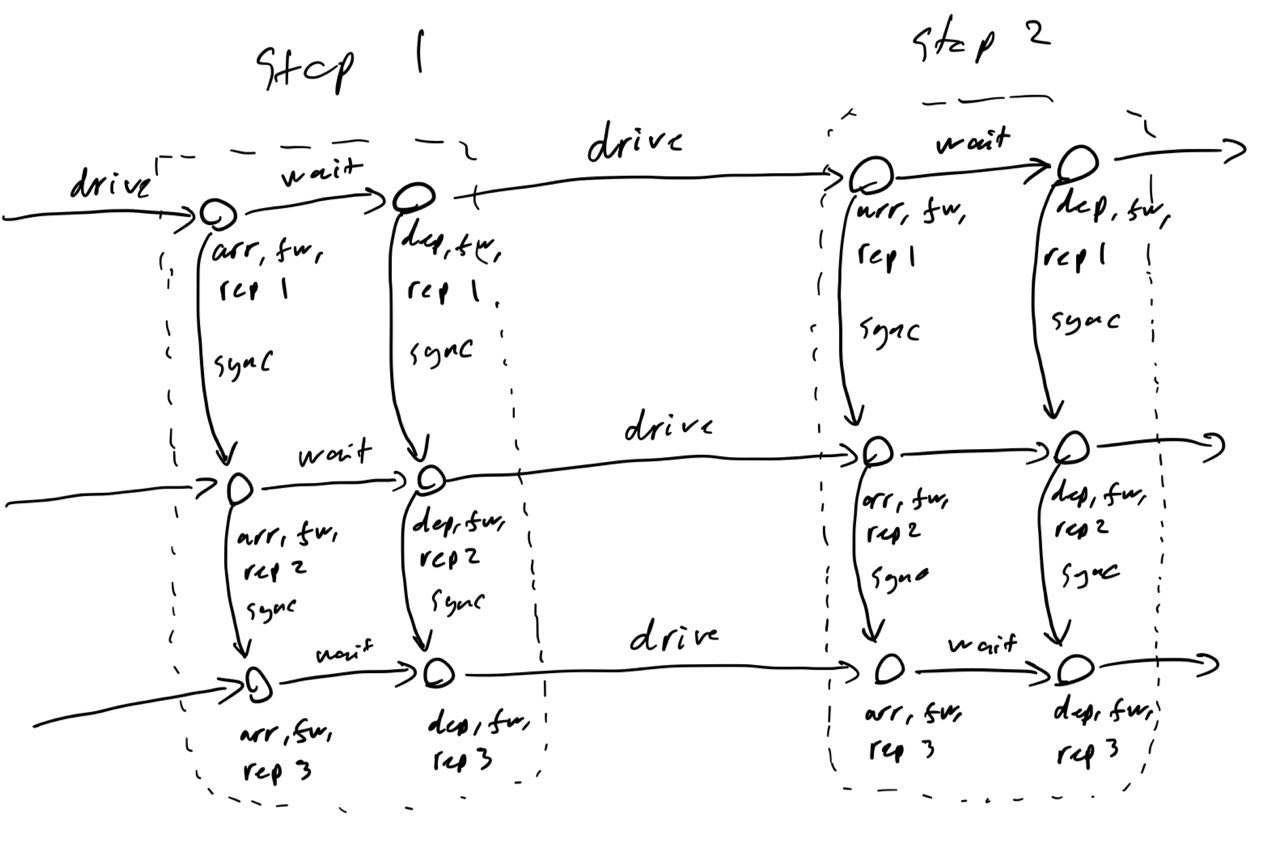 Stop 1
Stop 2
drive
wait
drive
wait
arr, fw,
rep 1
dep, fw,
rep 1
arr, fw,
rep 1
dep, fw,
rep 1
sync
sync
sync
sync
wait
drive
arr, fw,
rep 2
dep, fw,
rep 2
arr, fw,
rep 2
dep, fw,
rep 2
sync
sync
sync
sync
wait
drive
wait
arr, fw,
rep 3
dep, fw,
rep 3
arr, fw,
rep 3
dep, fw,
rep 3